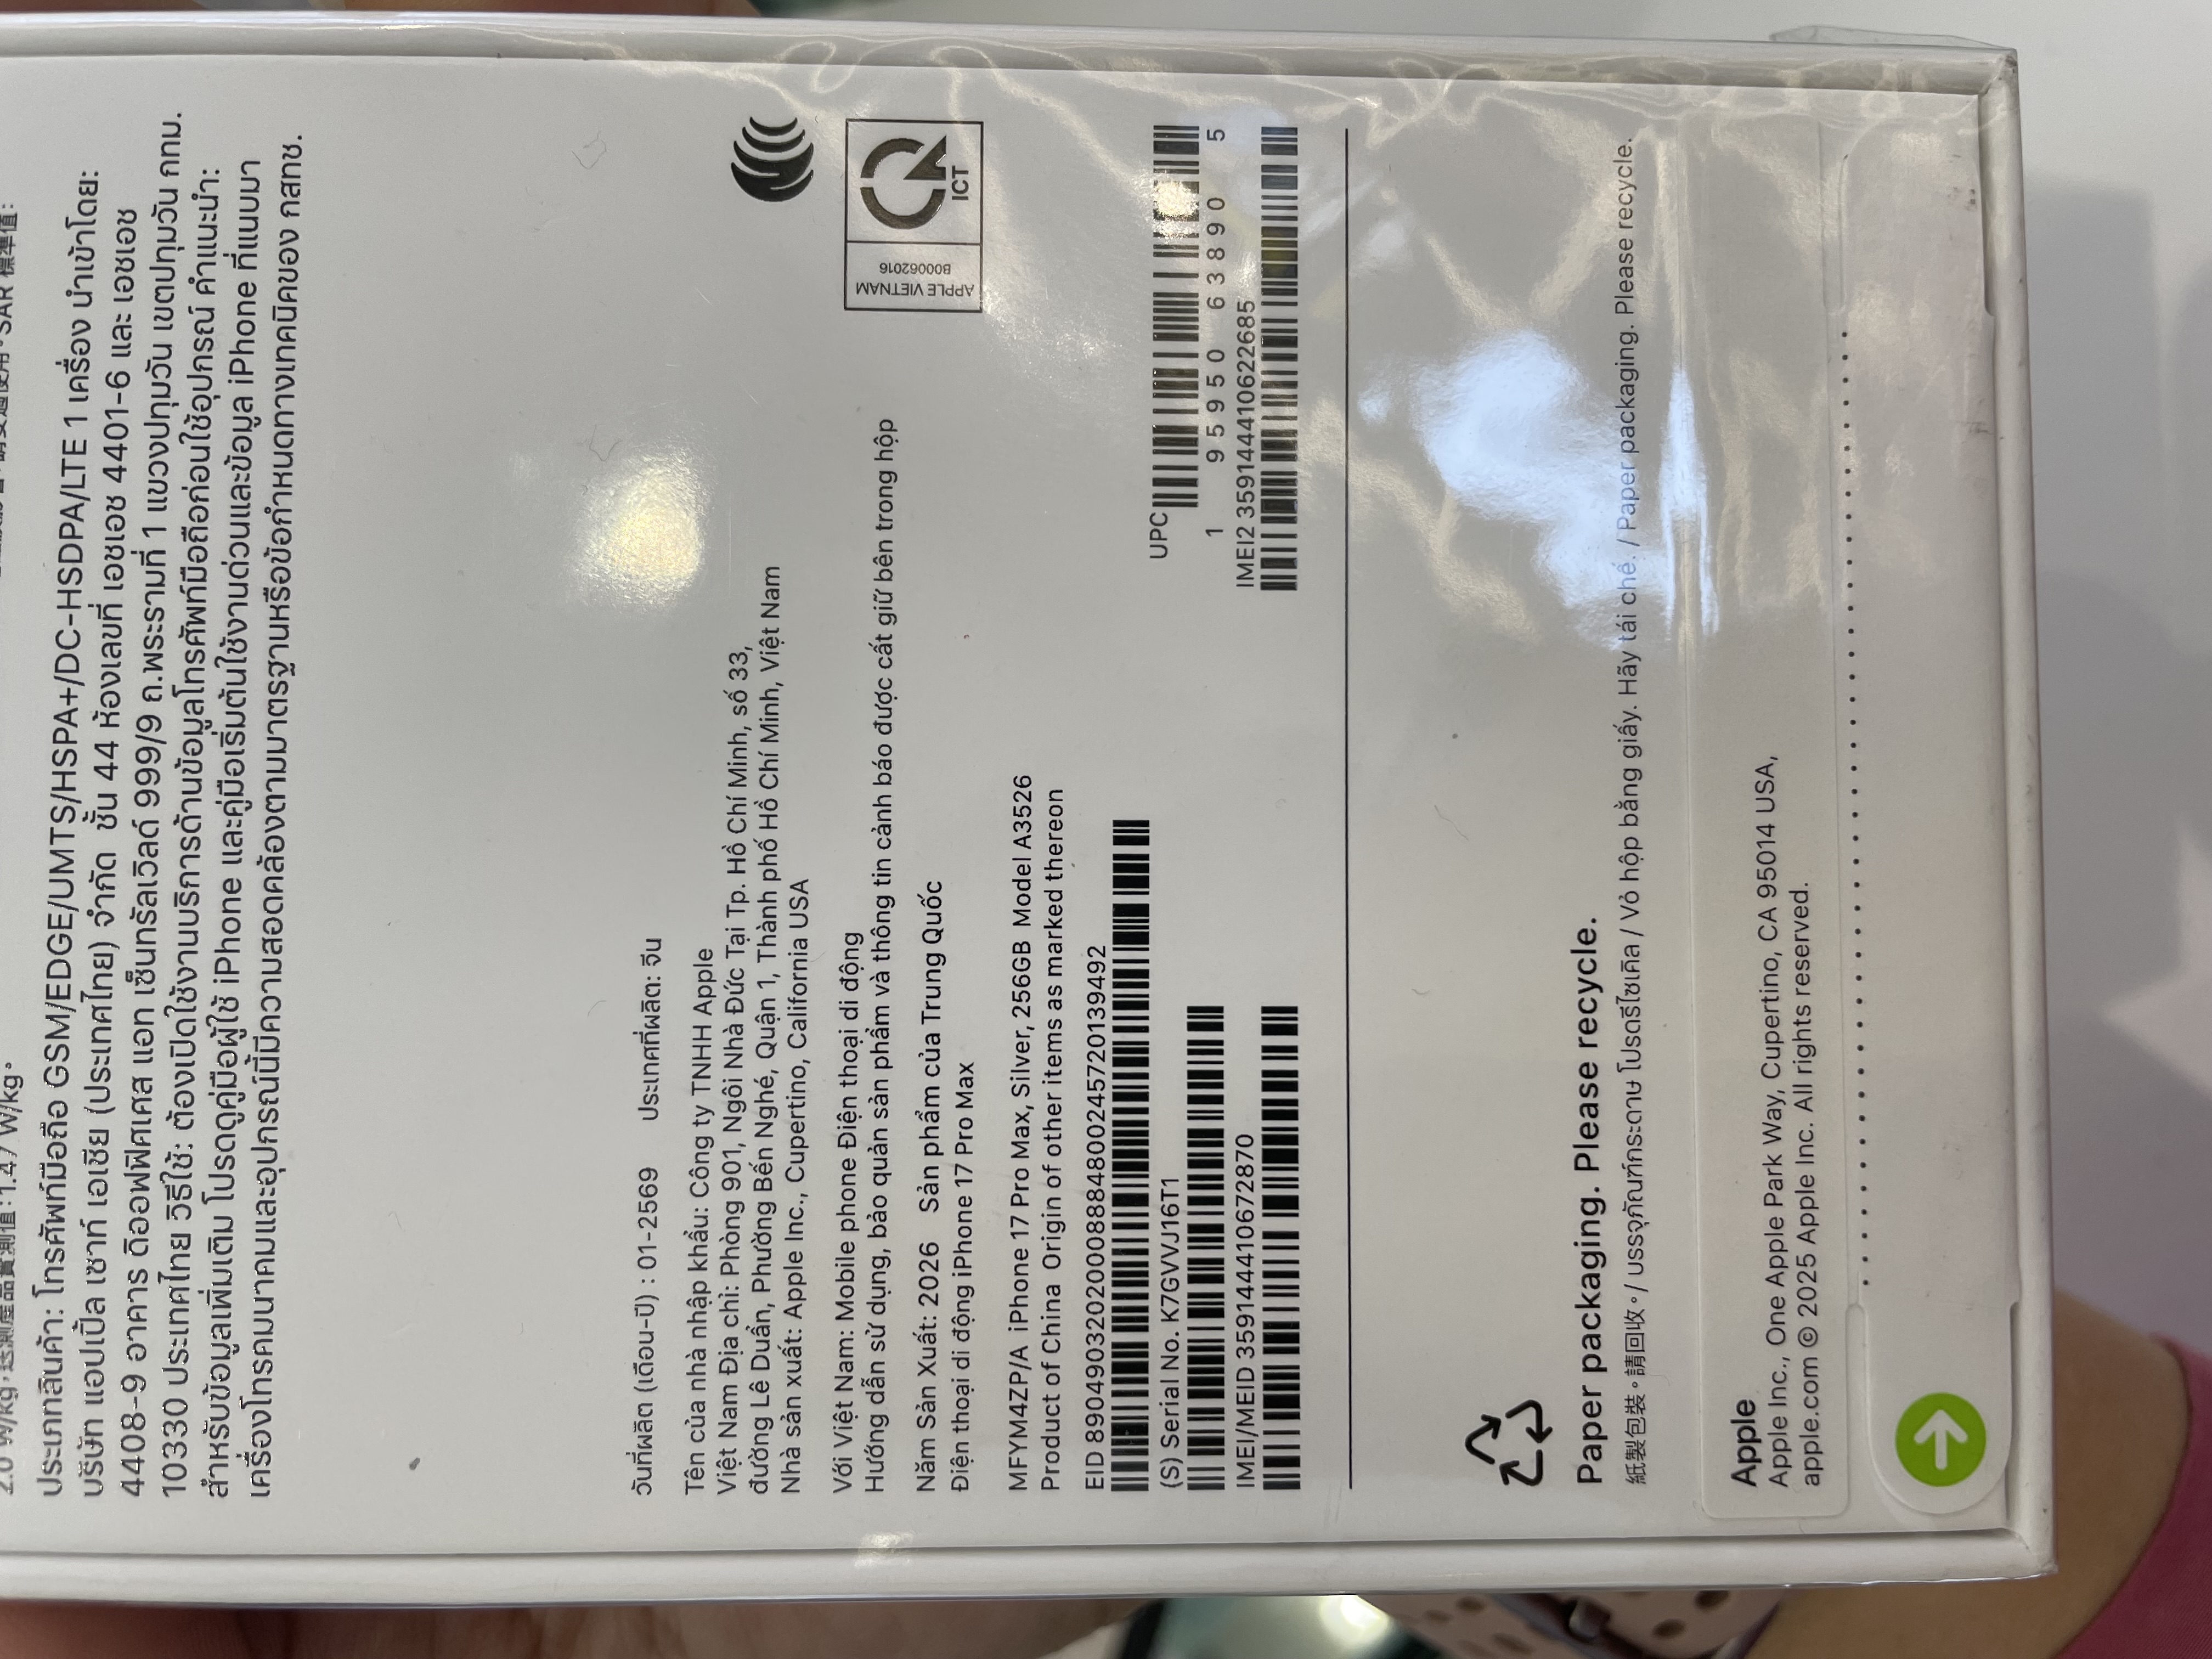 2.0 W/kg，送測產品實測值：1.47 W/kg。
ประเภทสินค้า: โทรศัพท์มือถือ GSM/EDGE/UMTS/HSPA+/DC-HSDPA/LTE 1 เครื่อง นำเข้าโดย:
บริษัท แอปเปิ้ล เซาท์ เอเชีย (ประเทศไทย) จำกัด ชั้น 44 ห้องเลขที่ เอชเอช 4401-6 และ เอชเอช
4408-9 อาคาร ดิออฟฟิศเศส แอท เซ็นทรัลเวิลด์ 999/9 ถ.พระรามที่ 1 แขวงปทุมวัน เขตปทุมวัน กทม.
10330 ประเทศไทย วิธีใช้: ต้องเปิดใช้งานบริการด้านข้อมูลโทรศัพท์มือถือก่อนใช้อุปกรณ์ คำแนะนำ:
สำหรับข้อมูลเพิ่มเติม โปรดดูคู่มือผู้ใช้ iPhone และคู่มือเริ่มต้นใช้งานด่วนและข้อมูล iPhone ที่แนบมา
เครื่องโทรคมนาคมและอุปกรณ์นี้มีความสอดคล้องตามมาตรฐานหรือข้อกำหนดทางเทคนิคของ กสทช.
วันที่ผลิต (เดือน-ปี) : 01-2569 ประเทศที่ผลิต: จีน
Tên của nhà nhập khẩu: Công ty TNHH Apple
Việt Nam Địa chỉ: Phòng 901, Ngôi Nhà Đức Tại Tp. Hồ Chí Minh, số 33,
đường Lê Duẩn, Phường Bến Nghé, Quận 1, Thành phố Hồ Chí Minh, Việt Nam
Nhà sản xuất: Apple Inc., Cupertino, California USA
Với Việt Nam: Mobile phone Điện thoại di động
Hướng dẫn sử dụng, bảo quản sản phẩm và thông tin cảnh báo được cất giữ bên trong hộp
Năm Sản Xuất: 2026 Sản phẩm của Trung Quốc
Điện thoại di động iPhone 17 Pro Max
APPLE VIETNAM
B00062016
ICT
MFYM4ZP/A iPhone 17 Pro Max, Silver, 256GB Model A3526
Product of China Origin of other items as marked thereon
EID 89049032020008884800245720139492
(S) Serial No. K7GVVJ16T1
IMEI/MEID 359144410672870
UPC
1 95950 63890 5
IMEI2 359144410622685
Paper packaging. Please recycle.
紙製包裝。請回收。/ บรรจุภัณฑ์กระดาษ โปรดรีไซเคิล / Vỏ hộp bằng giấy. Hãy tái chế. / Paper packaging. Please recycle.
Apple
Apple Inc., One Apple Park Way, Cupertino, CA 95014 USA,
apple.com © 2025 Apple Inc. All rights reserved.